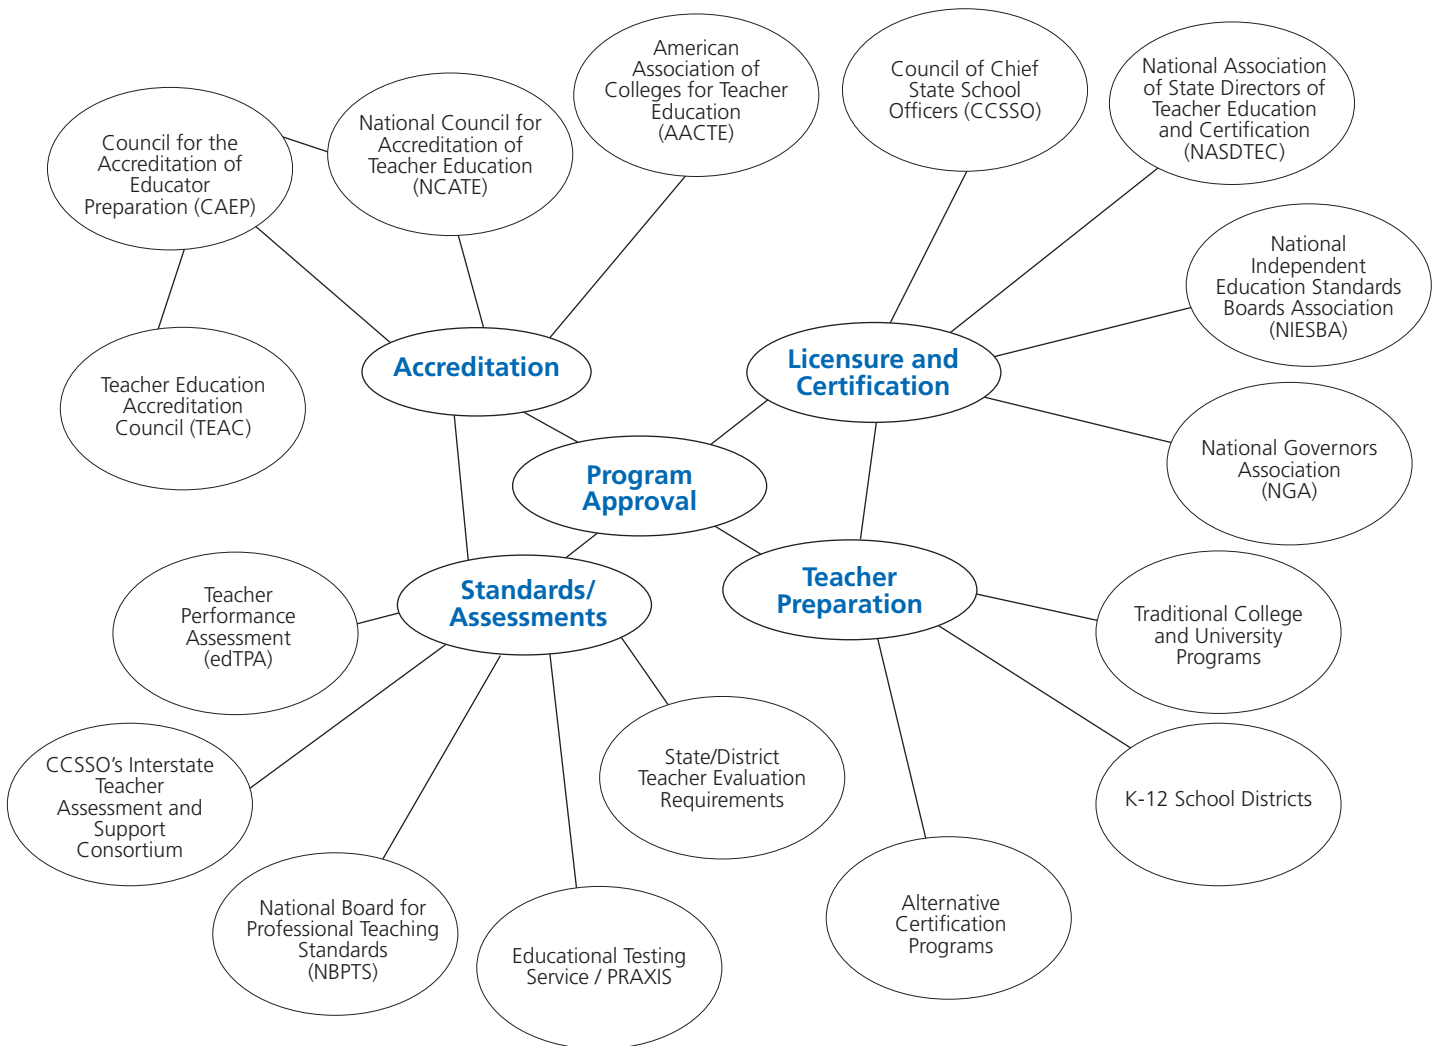 American
Association of
Colleges for Teacher
Education
(AACTE)
Council of Chief
State School
Officers (CCSSO)
National Association
of State Directors of
Teacher Education
and Certification
(NASDTEC)
National Council for
Accreditation of
Teacher Education
(NCATE)
Council for the
Accreditation of
Educator
Preparation (CAEP)
National
Independent
Education Standards
Boards Association
(NIESBA)
Accreditation
Licensure and
Certification
Teacher Education
Accreditation
Council (TEAC)
National Governors
Association
(NGA)
Program
Approval
Standards/
Assessments
Teacher
Preparation
Teacher
Performance
Assessment
(edTPA)
Traditional College
and University
Programs
State/District
Teacher Evaluation
Requirements
CCSSO’s Interstate
Teacher
Assessment and
Support
Consortium
K-12 School Districts
National Board for
Professional Teaching
Standards
(NBPTS)
Educational Testing
Service / PRAXIS
Alternative
Certification
Programs